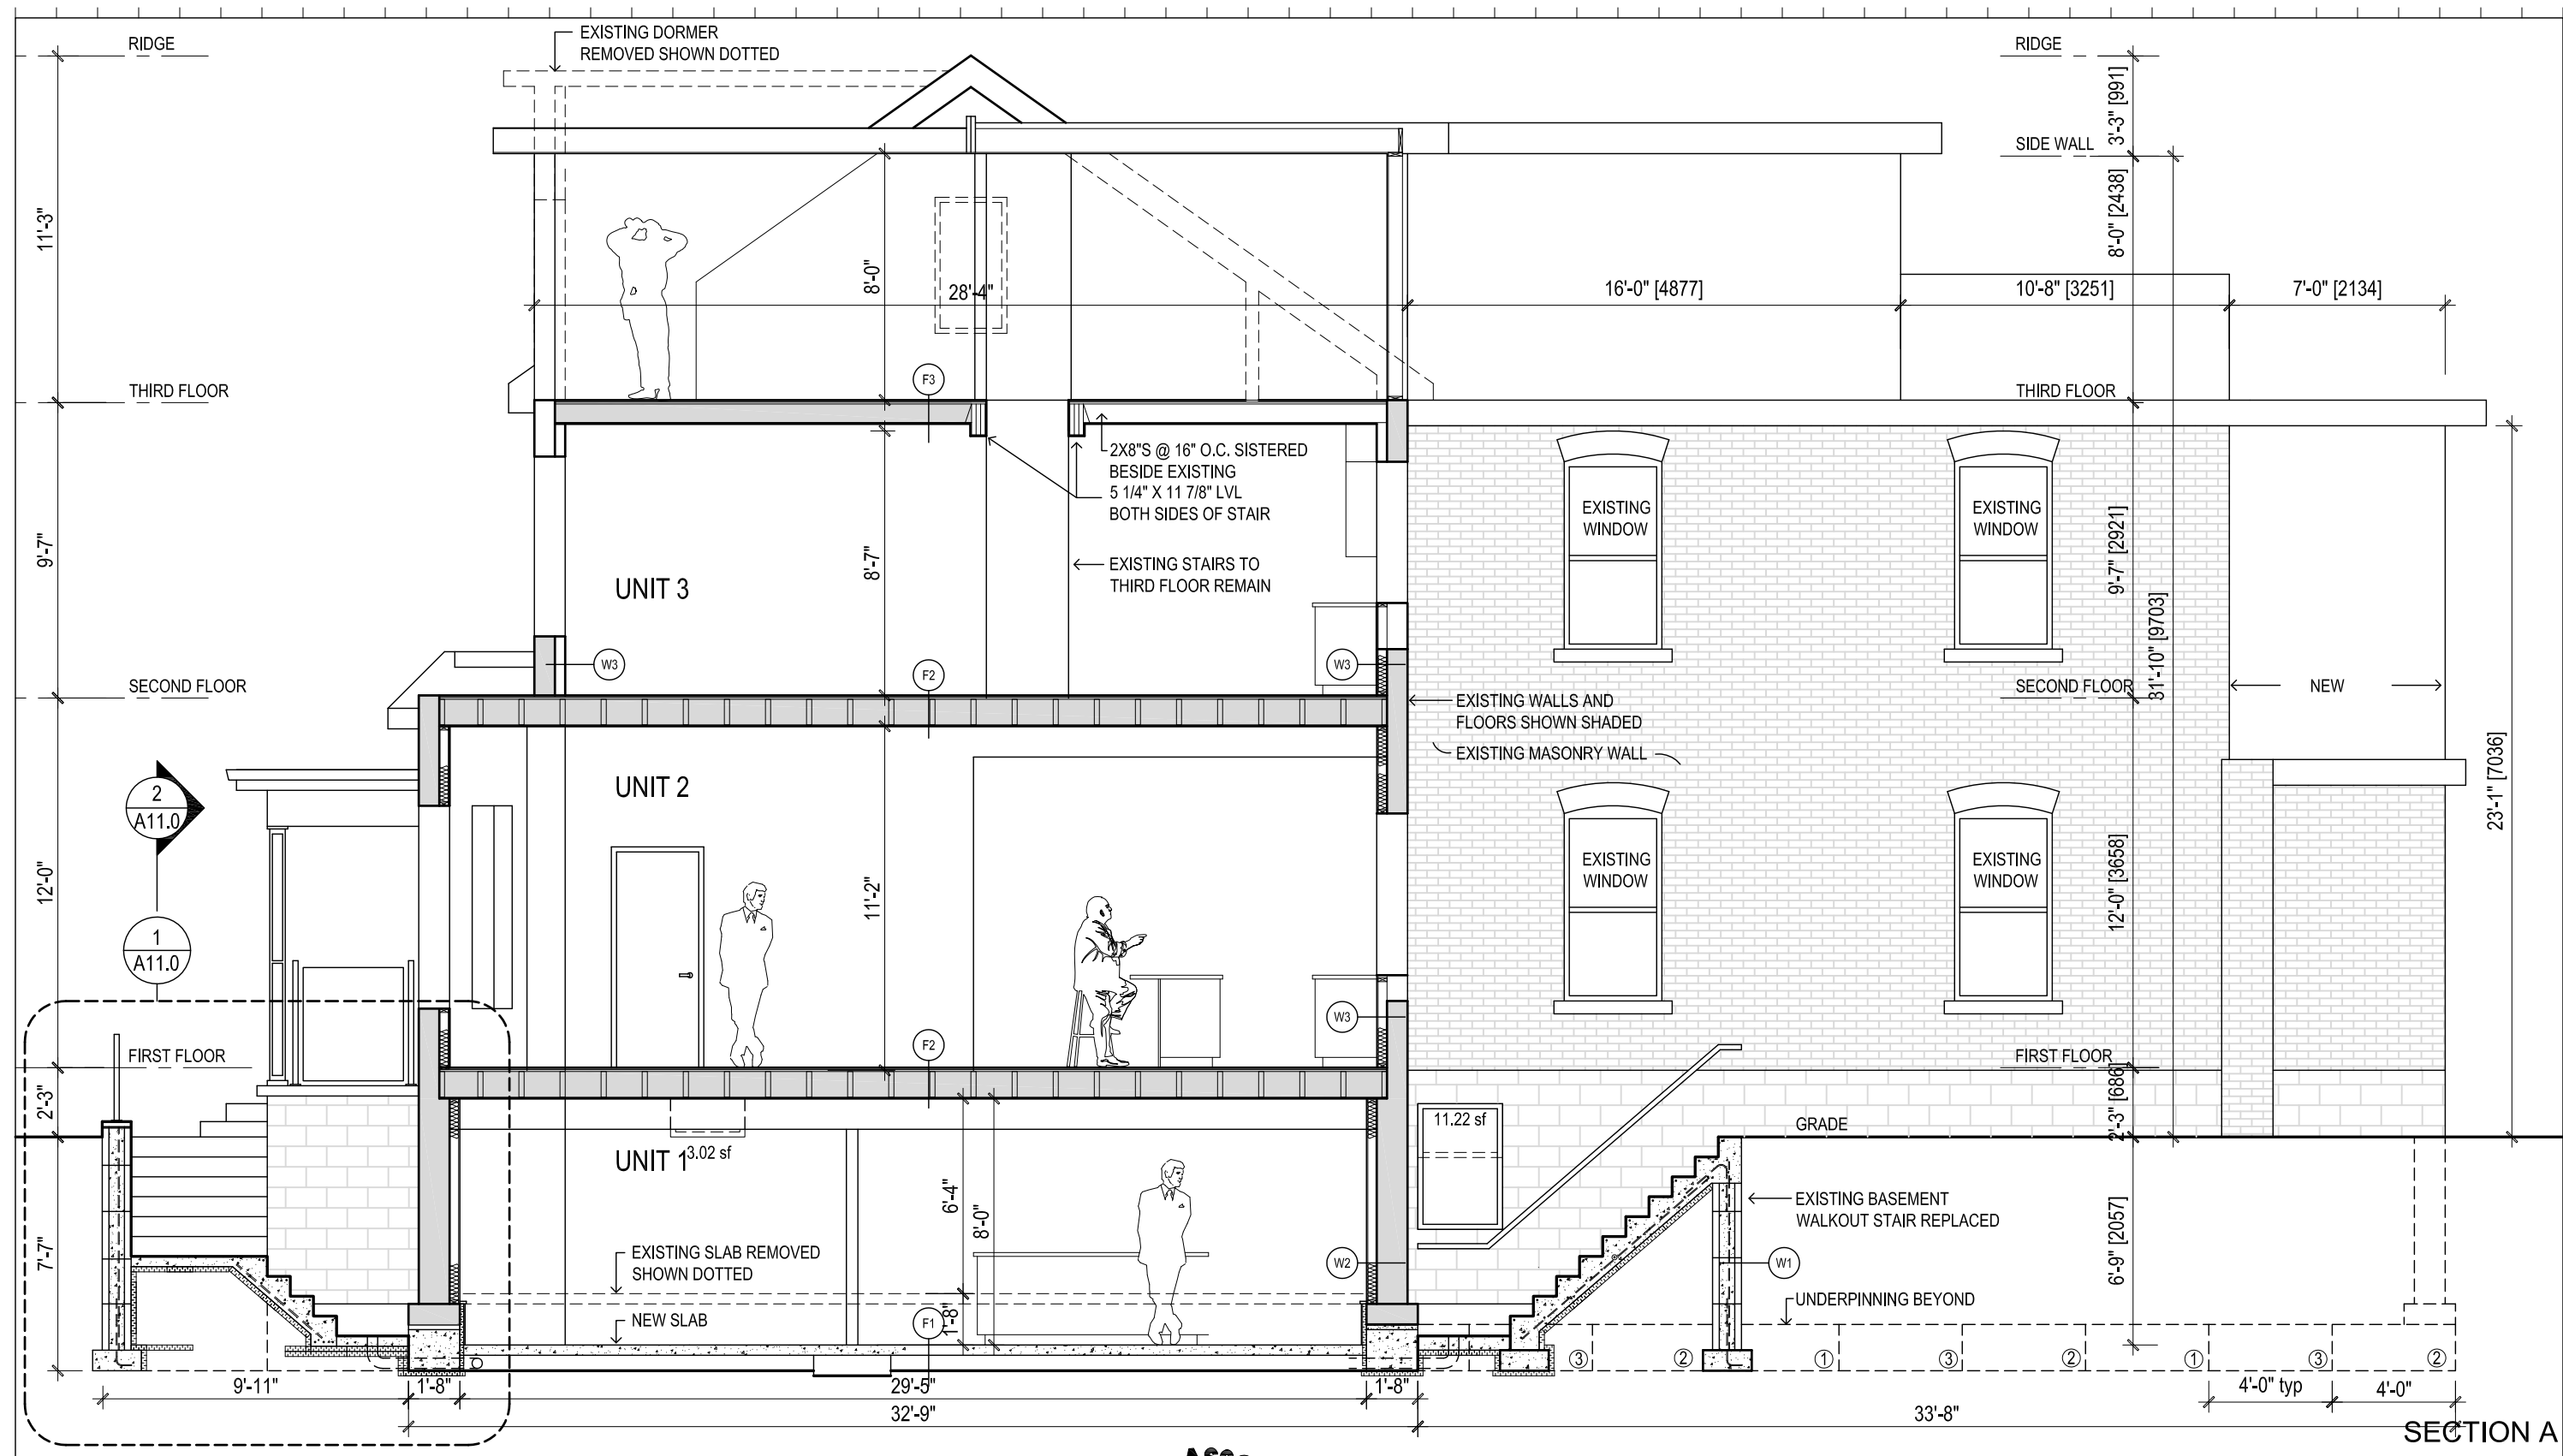 EXISTING DORMER
REMOVED SHOWN DOTTED
RIDGE
RIDGE
3'-3" [991]
SIDE WALL
8'-0" [2438]
11'-3"
8'-0"
28'-4"
16'-0" [4877]
10'-8" [3251]
7'-0" [2134]
THIRD FLOOR
F3
THIRD FLOOR
2X8"S @ 16" O.C. SISTERED
BESIDE EXISTING
5 1/4" X 11 7/8" LVL
BOTH SIDES OF STAIR
EXISTING
WINDOW
EXISTING
WINDOW
9'-7"
8'-7"
9'-7" [2921]
EXISTING STAIRS TO
THIRD FLOOR REMAIN
UNIT 3
31'-10" [9703]
W3
F2
W3
SECOND FLOOR
SECOND FLOOR
NEW
EXISTING WALLS AND
FLOORS SHOWN SHADED
EXISTING MASONRY WALL
UNIT 2
2
A11.0
23'-1" [7036]
EXISTING
WINDOW
EXISTING
WINDOW
12'-0"
11'-2"
12'-0" [3658]
1
A11.0
W3
FIRST FLOOR
F2
FIRST FLOOR
2'-3"
2'-3" [686]
11.22 sf
GRADE
UNIT 1
3.02 sf
6'-4"
8'-0"
EXISTING BASEMENT
WALKOUT STAIR REPLACED
7'-7"
EXISTING SLAB REMOVED
SHOWN DOTTED
W2
W1
6'-9" [2057]
UNDERPINNING BEYOND
NEW SLAB
F1
1'-8"
3
2
1
3
2
1
3
2
9'-11"
1'-8"
29'-5"
1'-8"
4'-0" typ
4'-0"
32'-9"
33'-8"
SECTION A